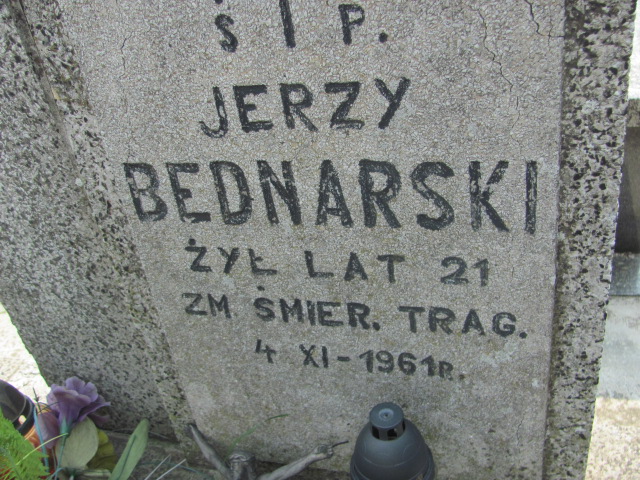 Ś P.
JERZY
BEDNARSKI
ŻYŁ LAT 21
ZM ŚMIER. TRAG.
4 XI-1961R.